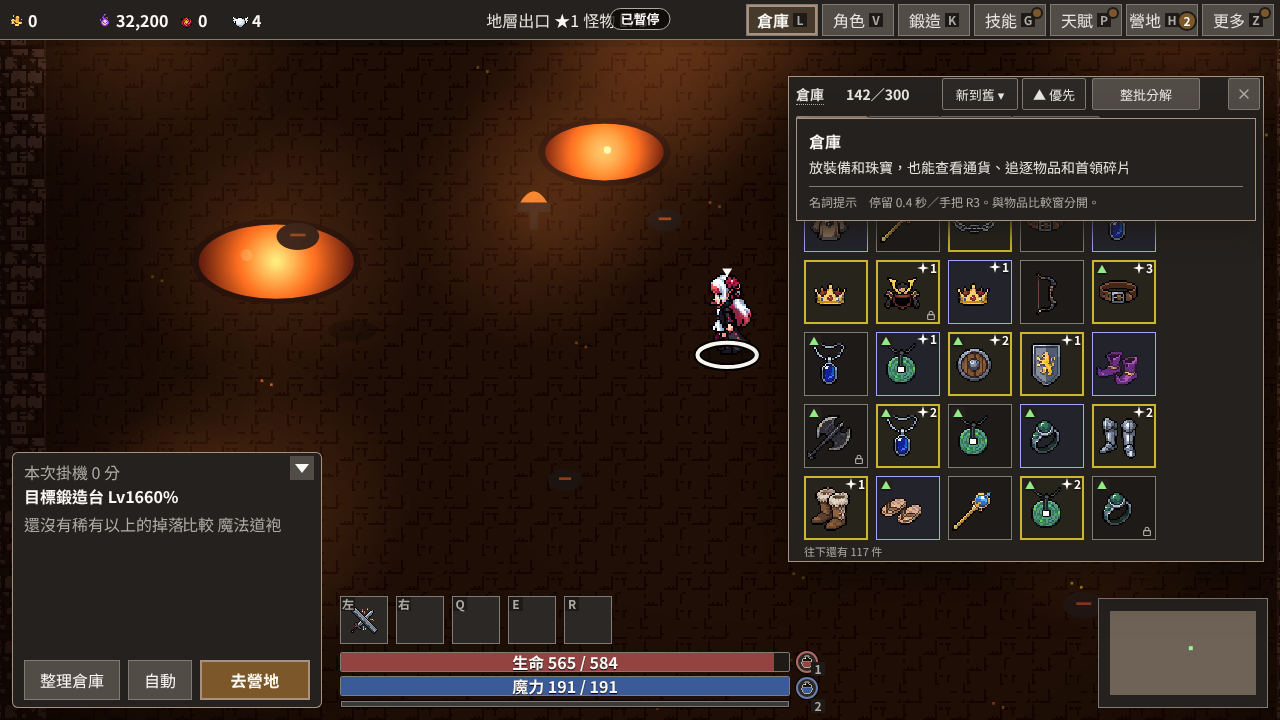 0
32,200
0
4
地層出口 ★1 怪物
已暫停
倉庫 L
角色 V
鍛造 K
技能 G
天賦 P
營地 H 2
更多 Z
倉庫 142／300
新到舊 ▾
▲優先
整批分解
×
倉庫
放裝備和珠寶，也能查看通貨、追逐物品和首領碎片
名詞提示 停留 0.4 秒／手把 R3。與物品比較窗分開。
1
1
3
1
2
1
2
2
1
2
往下還有 117 件
本次掛機 0 分
目標鍛造台 Lv1660%
還沒有稀有以上的掉落比較 魔法道袍
整理倉庫
自動
去營地
左
右
Q
E
R
生命 565 / 584
1
魔力 191 / 191
2